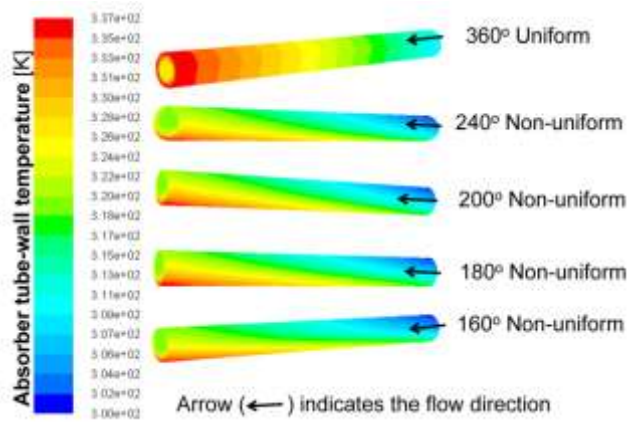 Absorber tube-wall temperature [K]
3.37e+02
3.35e+02
3.33e+02
3.31e+02
3.30e+02
3.28e+02
3.26e+02
3.24e+02
3.22e+02
3.20e+02
3.18e+02
3.17e+02
3.15e+02
3.13e+02
3.11e+02
3.09e+02
3.07e+02
3.06e+02
3.04e+02
3.02e+02
3.00e+02
360° Uniform
240° Non-uniform
200° Non-uniform
180° Non-uniform
160° Non-uniform
Arrow (←) indicates the flow direction